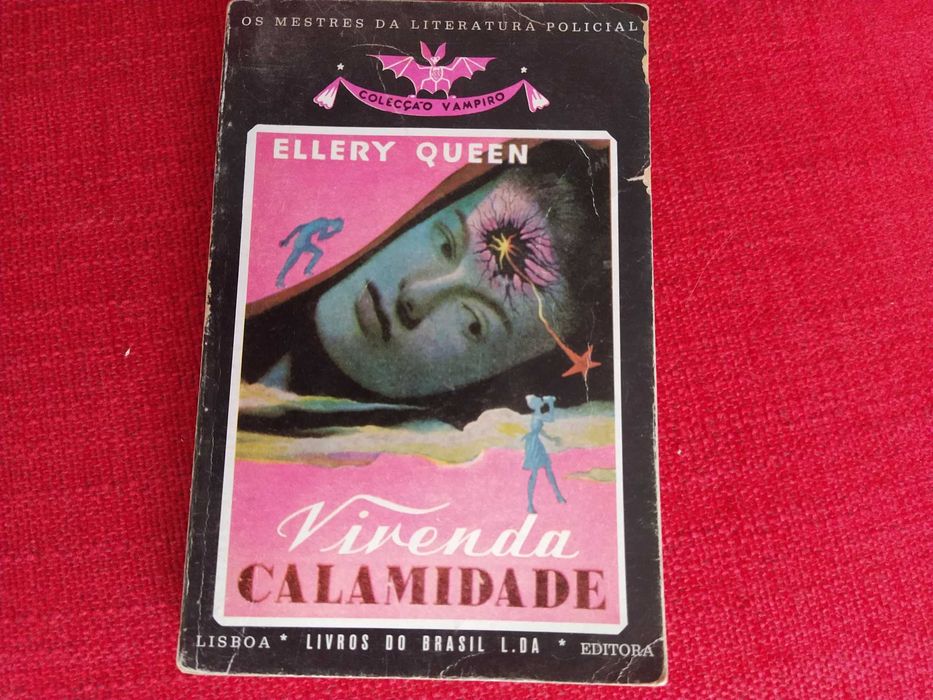 OS MESTRES DA LITERATURA POLICIAL
COLECÇÃO VAMPIRO
ELLERY QUEEN
Vivenda
CALAMIDADE
LISBOA * LIVROS DO BRASIL L.DA * EDITORA